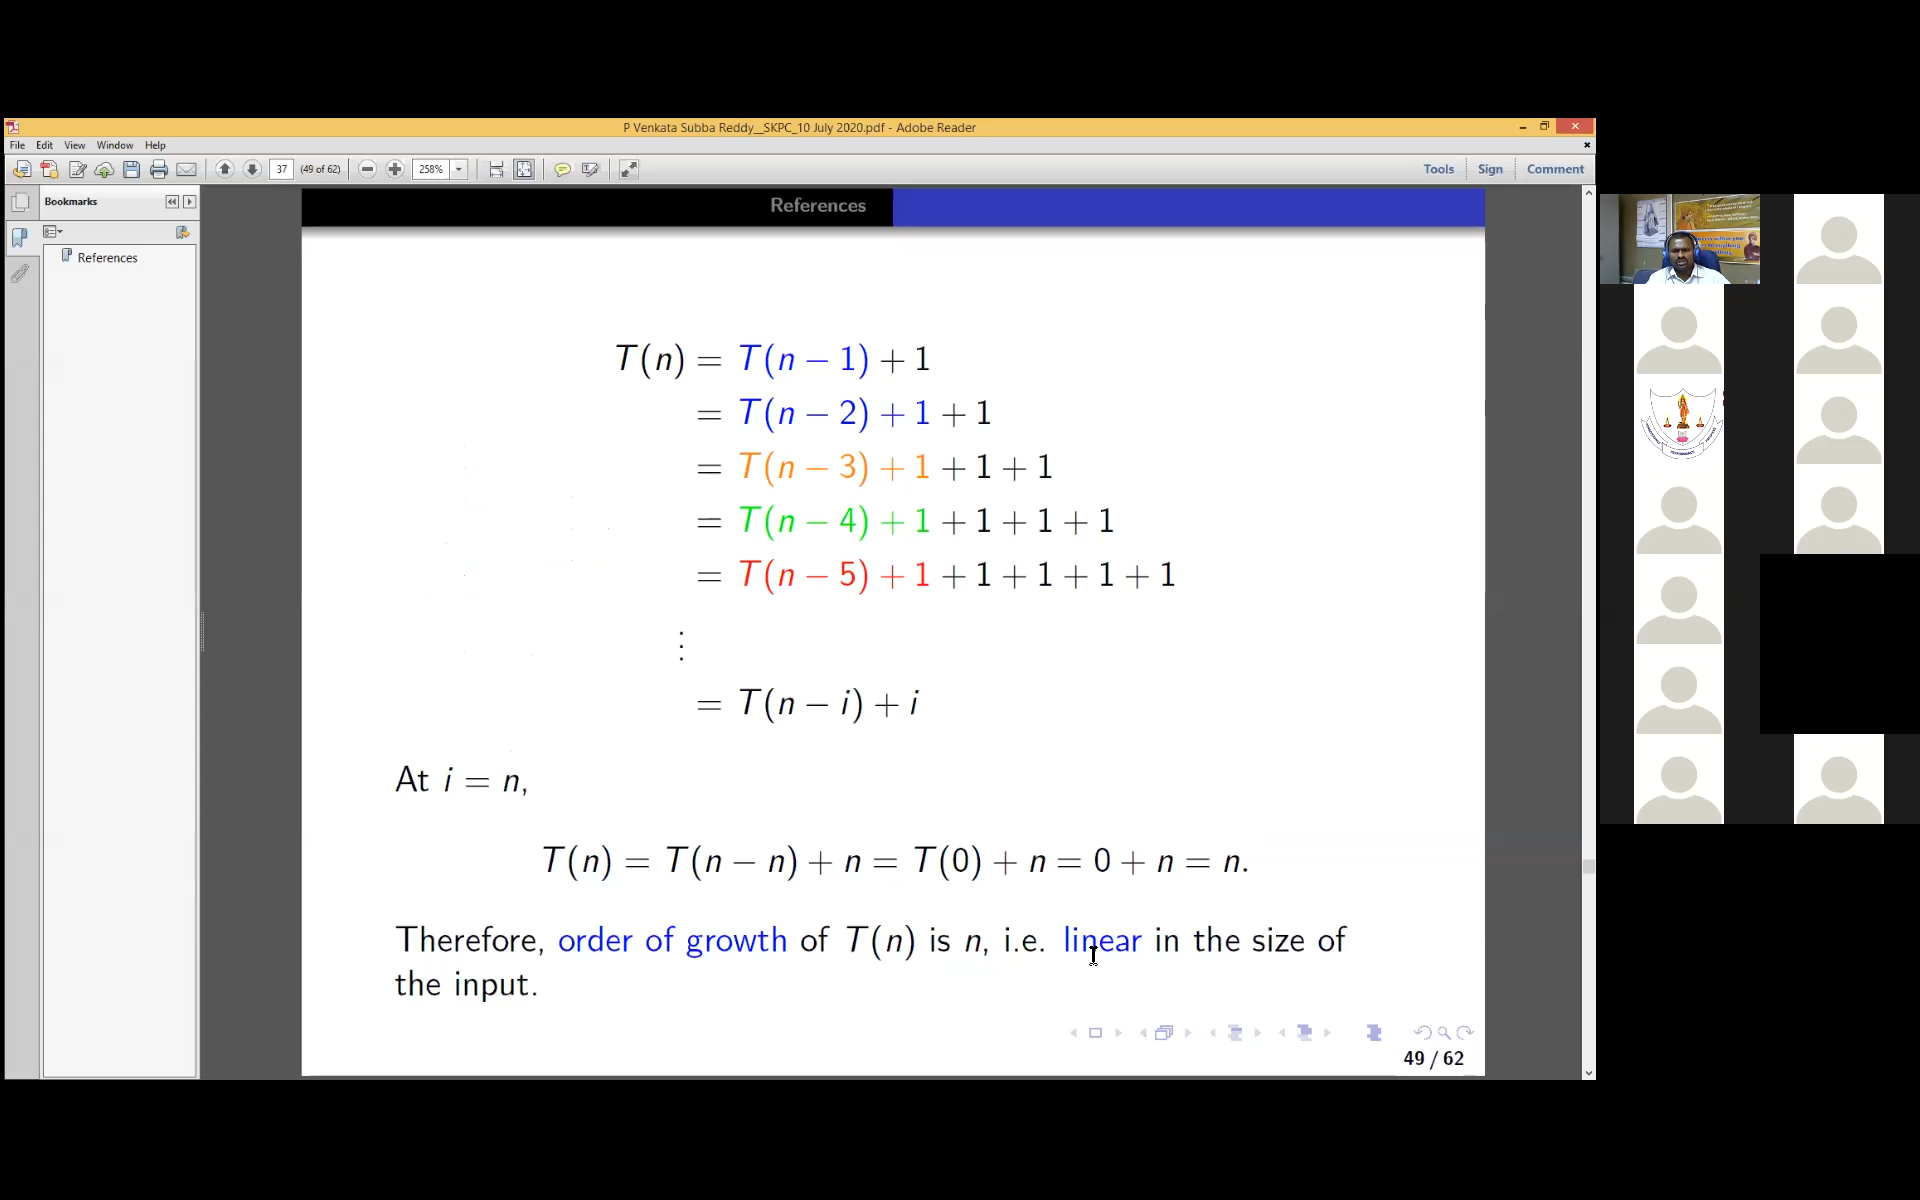 P Venkata Subba Reddy__SKPC_10 July 2020.pdf - Adobe Reader
File Edit View Window Help
37 (49 of 62) 258% Tools Sign Comment
Bookmarks
References
References
T(n) = T(n − 1) + 1
= T(n − 2) + 1 + 1
= T(n − 3) + 1 + 1 + 1
= T(n − 4) + 1 + 1 + 1 + 1
= T(n − 5) + 1 + 1 + 1 + 1 + 1
⋮
= T(n − i) + i
At i = n,
T(n) = T(n − n) + n = T(0) + n = 0 + n = n.
Therefore, order of growth of T(n) is n, i.e. linear in the size of
the input.
49 / 62